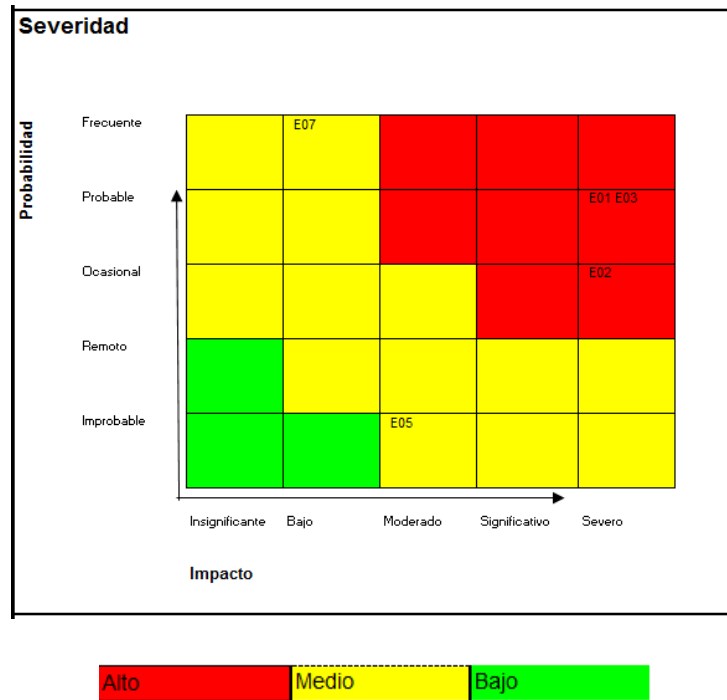 Severidad
Probabilidad
Frecuente
E07
Probable
E01 E03
Ocasional
E02
Remoto
Improbable
E05
Insignificante Bajo Moderado Significativo Severo
Impacto
Alto Medio Bajo